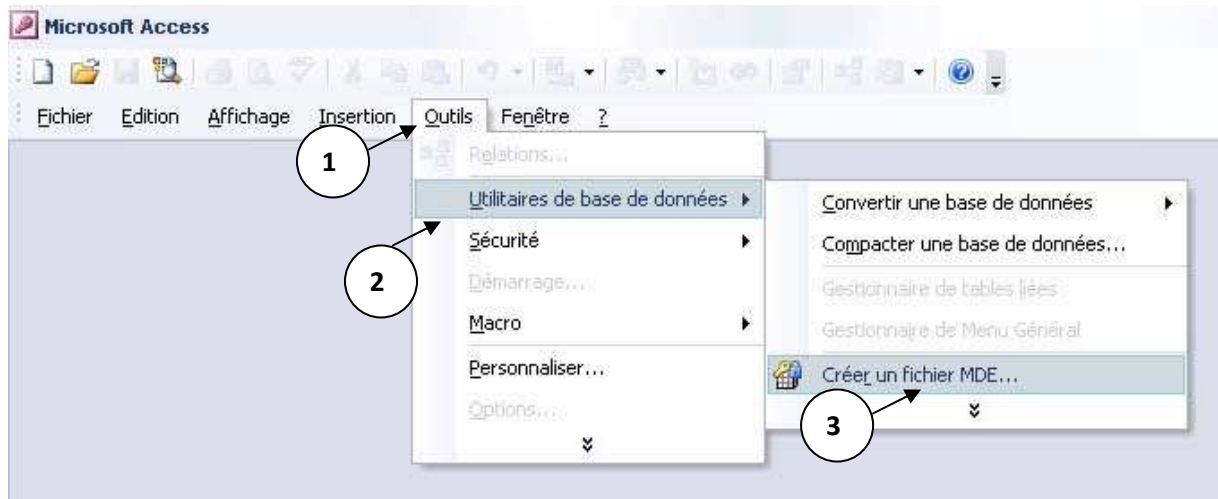 Microsoft Access
Fichier Edition Affichage Insertion Outils Fenêtre ?
1
Relations...
Utilitaires de base de données
2
Sécurité
Démarrage...
Macro
Personnaliser...
Options...
Convertir une base de données
Compacter une base de données...
Gestionnaire de tables liées
Gestionnaire de Menu Général
Créer un fichier MDE...
3